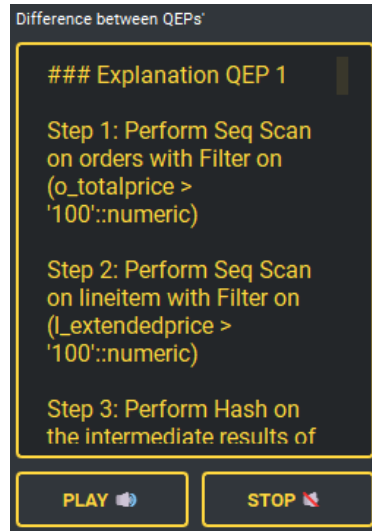 Difference between QEPs'
### Explanation QEP 1
Step 1: Perform Seq Scan
on orders with Filter on
(o_totalprice >
'100'::numeric)
Step 2: Perform Seq Scan
on lineitem with Filter on
(l_extendedprice >
'100'::numeric)
Step 3: Perform Hash on
the intermediate results of
PLAY 🔊
STOP 🔇